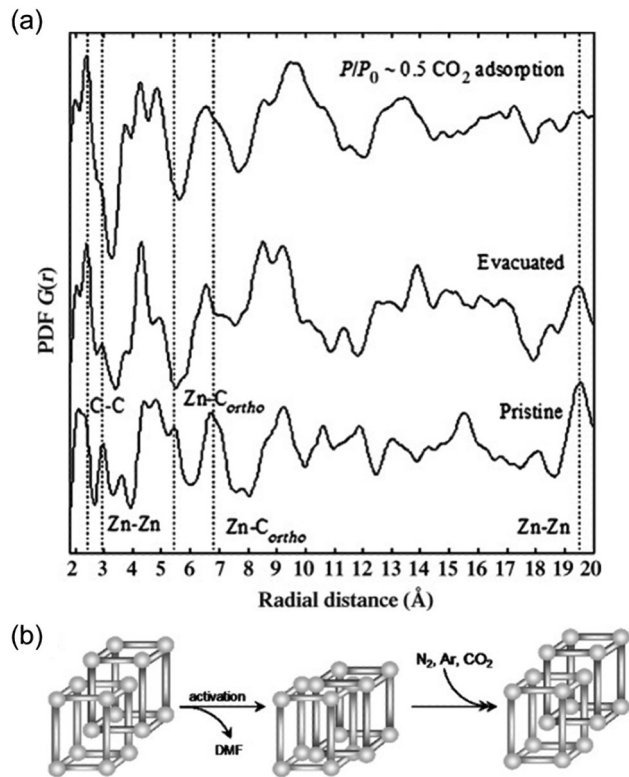 (a)
P/P0 ~ 0.5 CO2 adsorption
Evacuated
C-C
Zn-Cortho
Pristine
Zn-Zn
Zn-Cortho
Zn-Zn
PDF G(r)
2 3 4 5 6 7 8 9 10 11 12 13 14 15 16 17 18 19 20
Radial distance (Å)
(b)
activation
DMF
N2, Ar, CO2